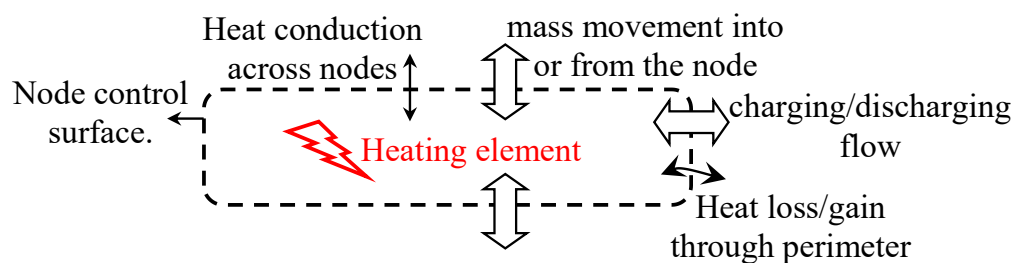 Heat conduction
across nodes
mass movement into
or from the node
Node control
surface.
Heating element
charging/discharging
flow
Heat loss/gain
through perimeter